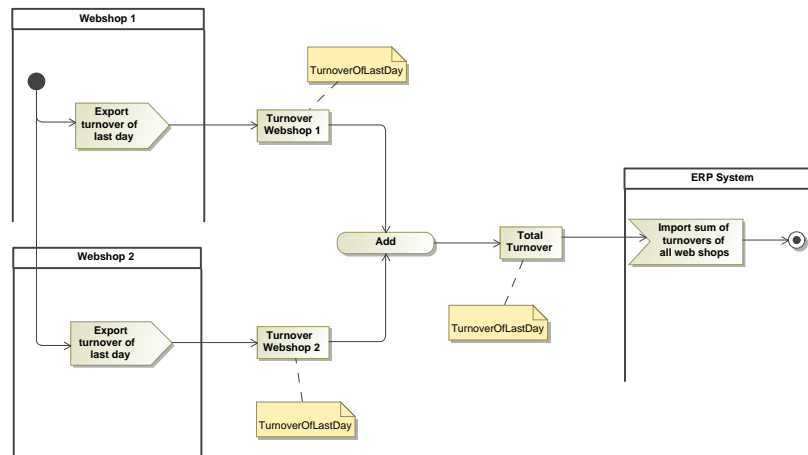 Webshop 1
TurnoverOfLastDay
Export
turnover of
last day
Turnover
Webshop 1
ERP System
Add
Total
Turnover
Import sum of
turnovers of
all web shops
Webshop 2
Export
turnover of
last day
Turnover
Webshop 2
TurnoverOfLastDay
TurnoverOfLastDay